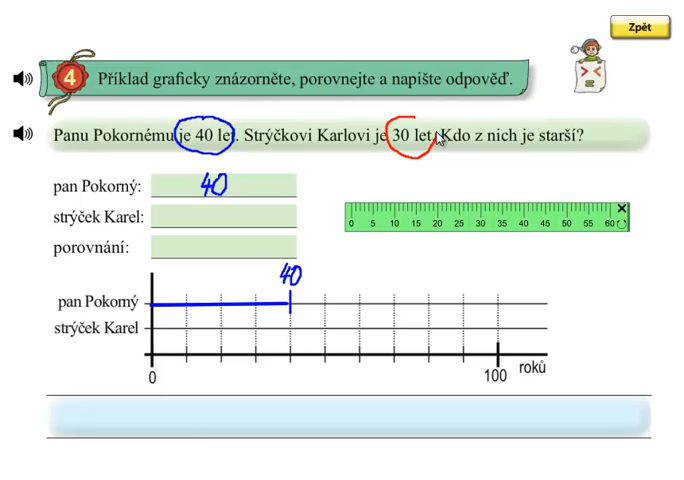 Zpět
4 Příklad graficky znázorněte, porovnejte a napište odpověď.
Panu Pokornému je 40 let. Strýčkovi Karlovi je 30 let. Kdo z nich je starší?
pan Pokorný: 40
strýček Karel:
porovnání:
0 5 10 15 20 25 30 35 40 45 50 55 60
40
pan Pokorný
strýček Karel
0 100 roků